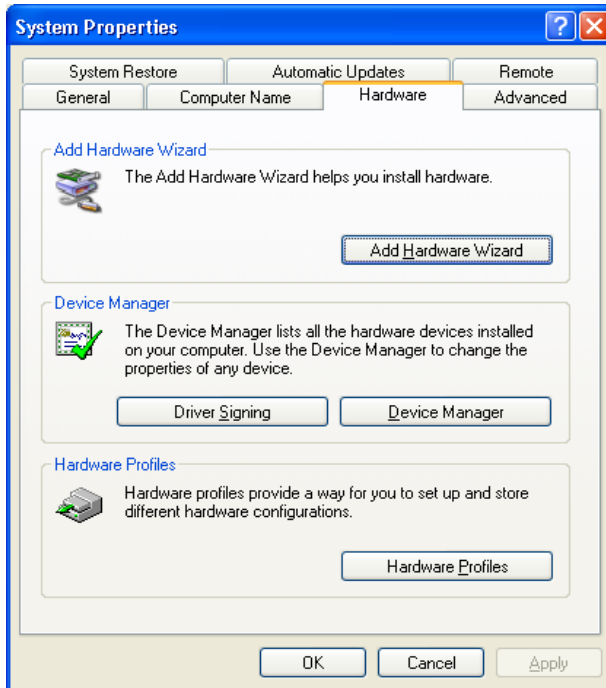 System Properties
System Restore Automatic Updates Remote
General Computer Name Hardware Advanced
Add Hardware Wizard
The Add Hardware Wizard helps you install hardware.
Add Hardware Wizard
Device Manager
The Device Manager lists all the hardware devices installed
on your computer. Use the Device Manager to change the
properties of any device.
Driver Signing Device Manager
Hardware Profiles
Hardware profiles provide a way for you to set up and store
different hardware configurations.
Hardware Profiles
OK Cancel Apply